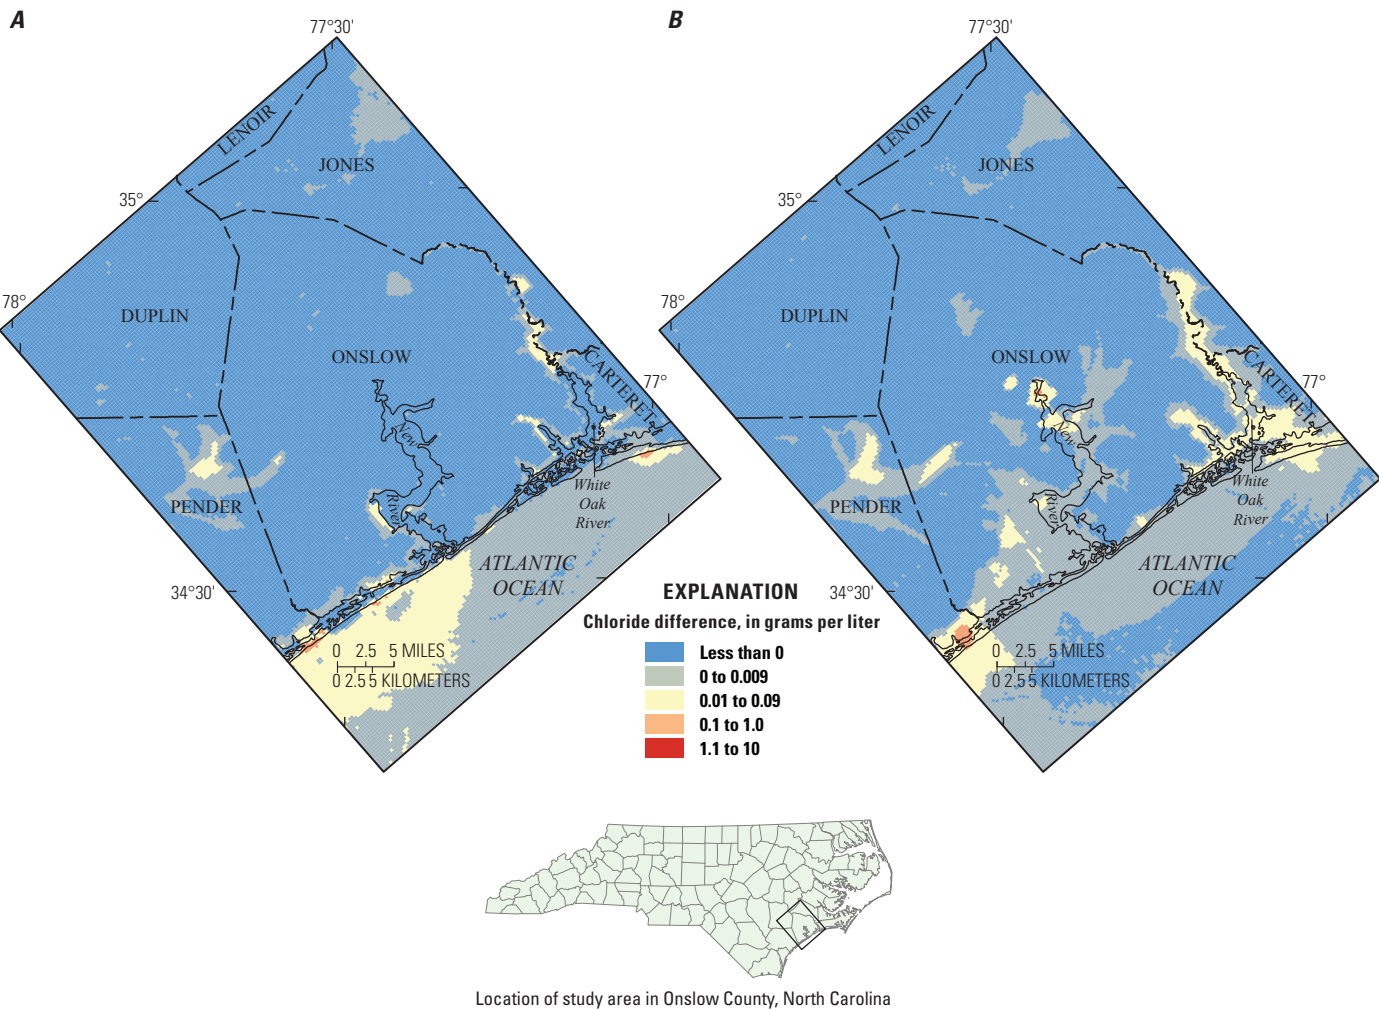 A
77°30'
LENOIR
JONES
35°
78°
DUPLIN
ONSLOW
CARTERET
77°
New
River
PENDER
White
Oak
River
ATLANTIC
OCEAN
34°30'
0 2.5 5 MILES
0 2.5 5 KILOMETERS
B
77°30'
LENOIR
JONES
35°
78°
DUPLIN
ONSLOW
CARTERET
77°
New
River
PENDER
White
Oak
River
ATLANTIC
OCEAN
34°30'
0 2.5 5 MILES
0 2.5 5 KILOMETERS
EXPLANATION
Chloride difference, in grams per liter
Less than 0
0 to 0.009
0.01 to 0.09
0.1 to 1.0
1.1 to 10
Location of study area in Onslow County, North Carolina